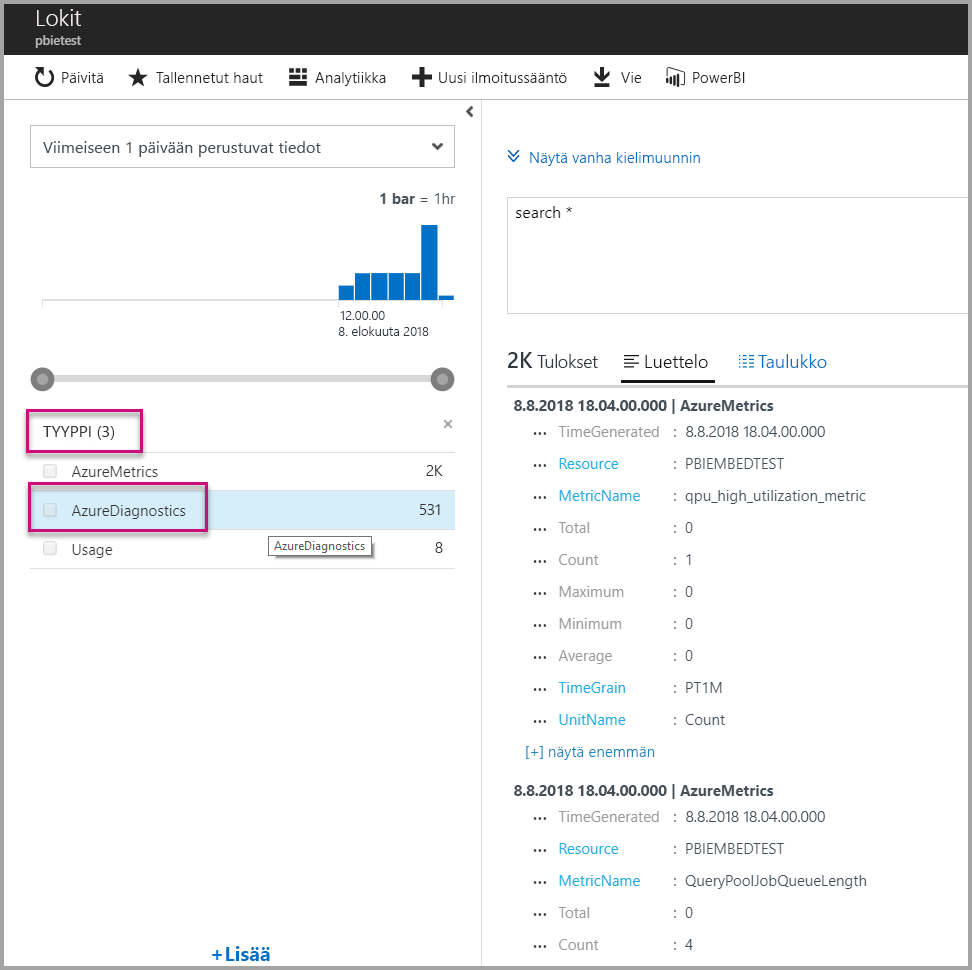 Lokit
pbietest
Päivitä Tallennetut haut Analytiikka Uusi ilmoitussääntö Vie PowerBI
Viimeiseen 1 päivään perustuvat tiedot
1 bar = 1hr
12.00.00
8. elokuuta 2018
TYYPPI (3)
AzureMetrics 2K
AzureDiagnostics 531
AzureDiagnostics
Usage 8
+Lisää
Näytä vanha kielimuunnin
search *
2K Tulokset Luettelo Taulukko
8.8.2018 18.04.00.000 | AzureMetrics
... TimeGenerated : 8.8.2018 18.04.00.000
... Resource : PBIEMBEDTEST
... MetricName : qpu_high_utilization_metric
... Total : 0
... Count : 1
... Maximum : 0
... Minimum : 0
... Average : 0
... TimeGrain : PT1M
... UnitName : Count
[+] näytä enemmän
8.8.2018 18.04.00.000 | AzureMetrics
... TimeGenerated : 8.8.2018 18.04.00.000
... Resource : PBIEMBEDTEST
... MetricName : QueryPoolJobQueueLength
... Total : 0
... Count : 4